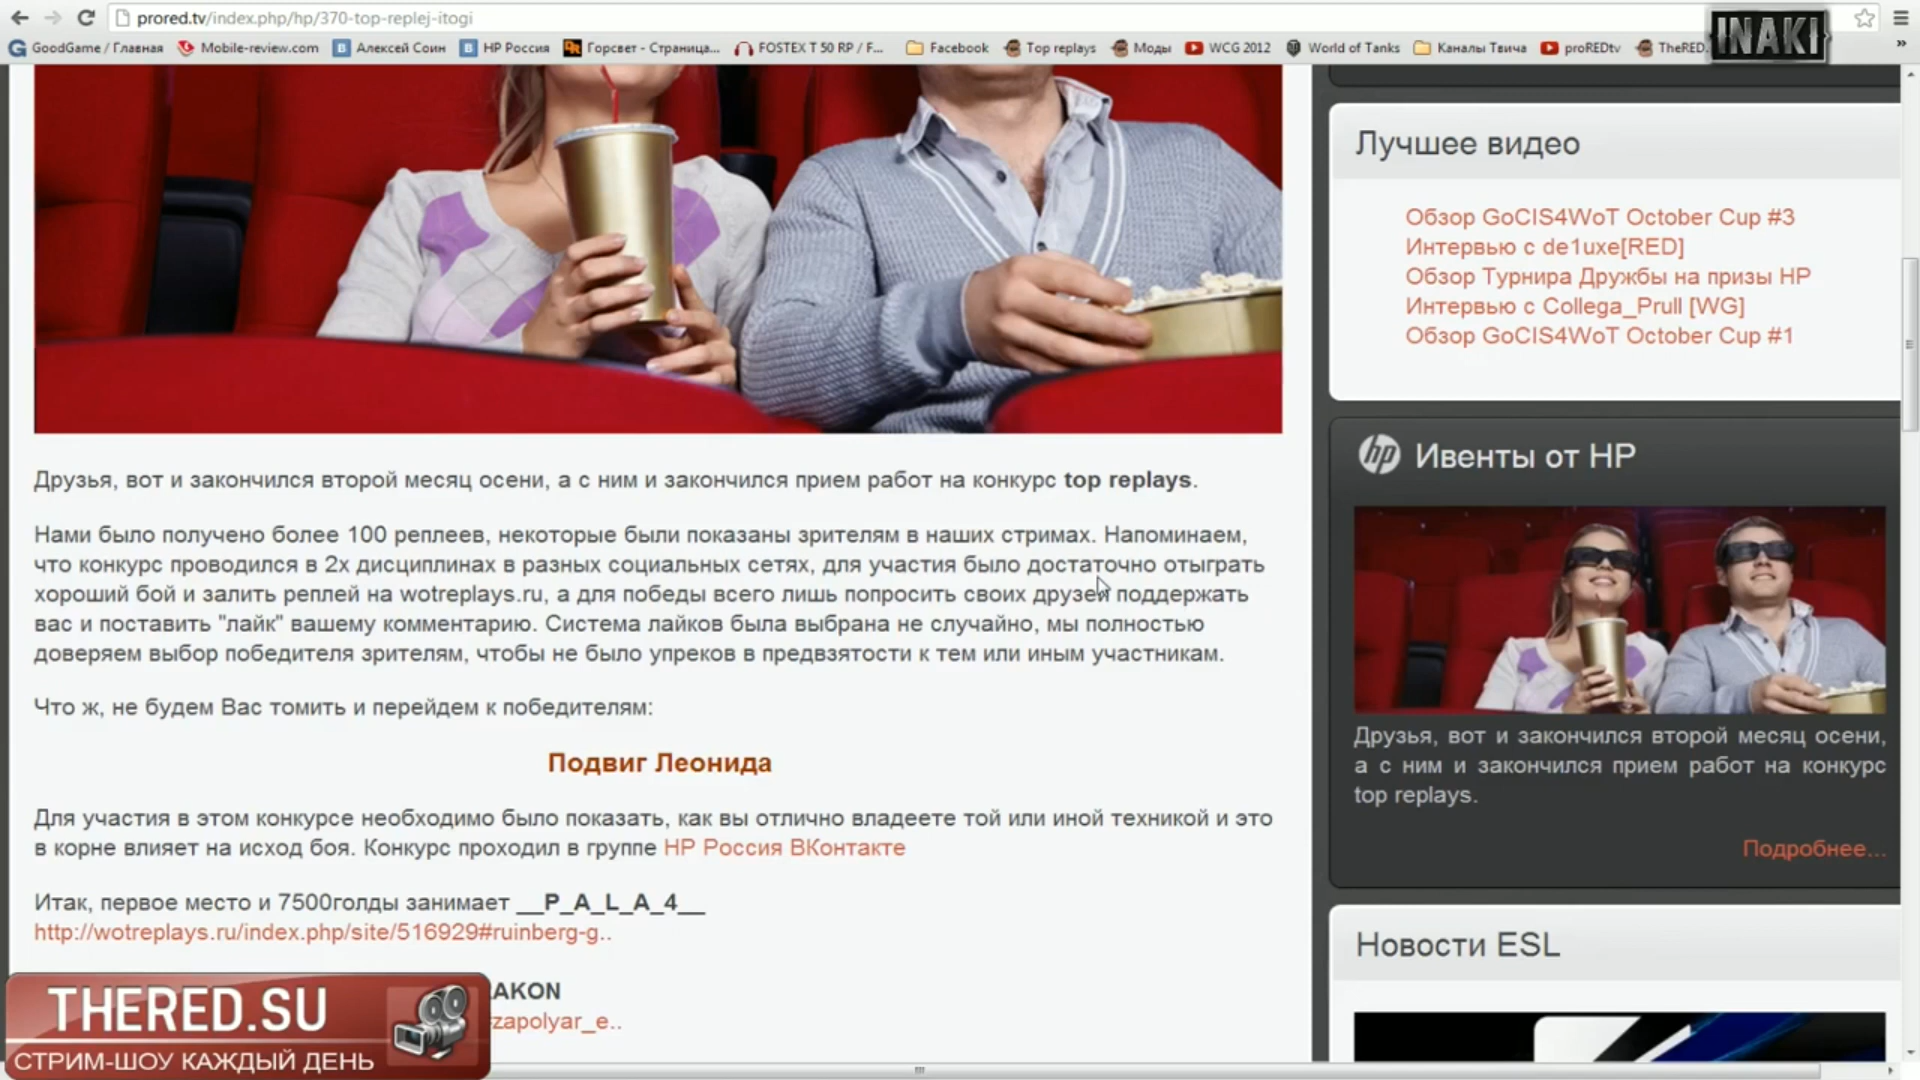 prored.tv/index.php/hp/370-top-replej-itogi
GoodGame / Главная
Mobile-review.com
Алексей Соин
HP Россия
Горсвет - Страница...
FOSTEX T 50 RP / F...
Facebook
Top replays
Моды
WCG 2012
World of Tanks
Каналы Твича
proREDtv
TheRED.
INAKI
Друзья, вот и закончился второй месяц осени, а с ним и закончился прием работ на конкурс top replays.
Нами было получено более 100 реплеев, некоторые были показаны зрителям в наших стримах. Напоминаем,
что конкурс проводился в 2х дисциплинах в разных социальных сетях, для участия было достаточно отыграть
хороший бой и залить реплей на wotreplays.ru, а для победы всего лишь попросить своих друзей поддержать
вас и поставить "лайк" вашему комментарию. Система лайков была выбрана не случайно, мы полностью
доверяем выбор победителя зрителям, чтобы не было упреков в предвзятости к тем или иным участникам.
Что ж, не будем Вас томить и перейдем к победителям:
Подвиг Леонида
Для участия в этом конкурсе необходимо было показать, как вы отлично владеете той или иной техникой и это
в корне влияет на исход боя. Конкурс проходил в группе HP Россия ВКонтакте
Итак, первое место и 7500голды занимает __P_A_L_A_4__
http://wotreplays.ru/index.php/site/516929#ruinberg-g..
AKON
zapolyar_e..
THERED.SU
СТРИМ-ШОУ КАЖДЫЙ ДЕНЬ
Лучшее видео
Обзор GoCIS4WoT October Cup #3
Интервью с de1uxe[RED]
Обзор Турнира Дружбы на призы HP
Интервью с Collega_Prull [WG]
Обзор GoCIS4WoT October Cup #1
hp Ивенты от HP
Друзья, вот и закончился второй месяц осени,
а с ним и закончился прием работ на конкурс
top replays.
Подробнее...
Новости ESL